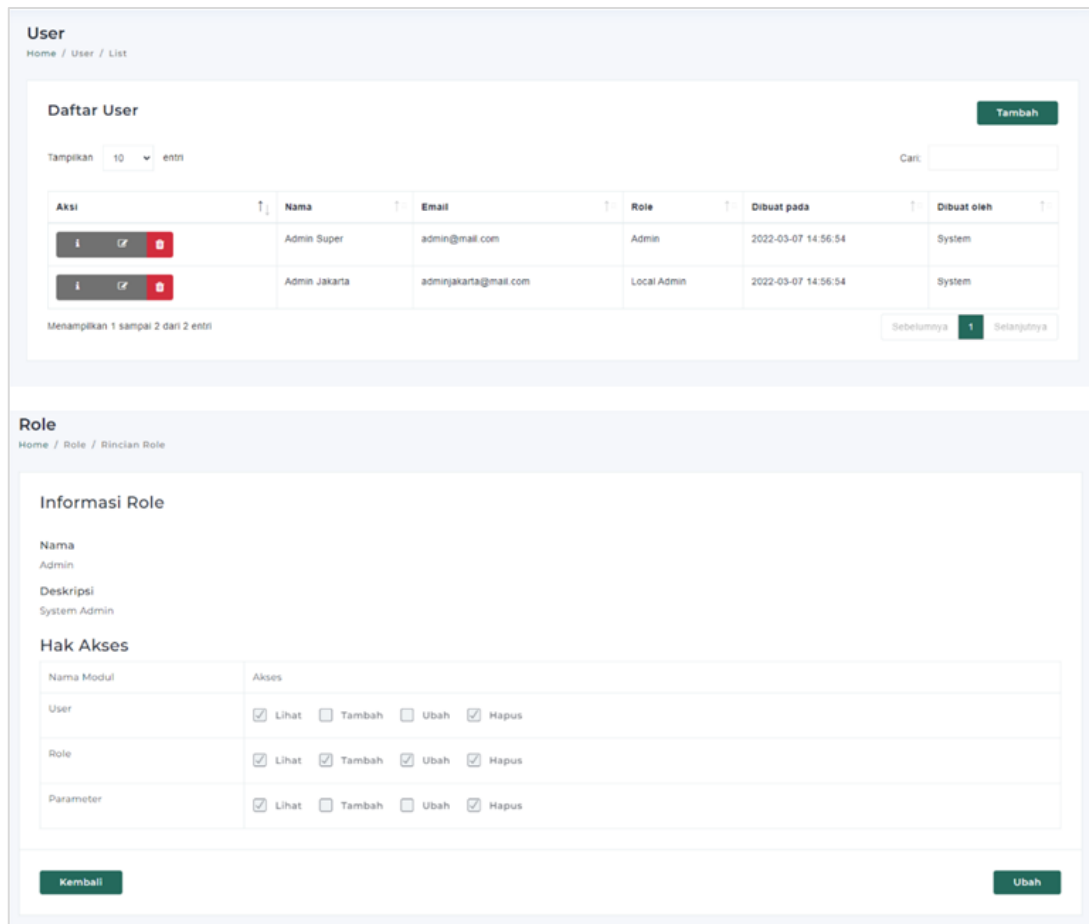 User
Home / User / List
Daftar User
Tambah
Tampilkan 10 entri
Cari:
Aksi Nama Email Role Dibuat pada Dibuat oleh
Admin Super admin@mail.com Admin 2022-03-07 14:56:54 System
Admin Jakarta adminjakarta@mail.com Local Admin 2022-03-07 14:56:54 System
Menampilkan 1 sampai 2 dari 2 entri
Sebelumnya 1 Selanjutnya
Role
Home / Role / Rincian Role
Informasi Role
Nama
Admin
Deskripsi
System Admin
Hak Akses
Nama Modul Akses
User Lihat Tambah Ubah Hapus
Role Lihat Tambah Ubah Hapus
Parameter Lihat Tambah Ubah Hapus
Kembali Ubah